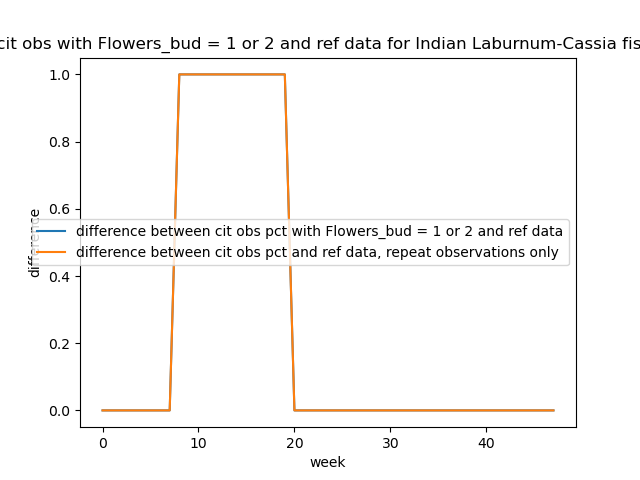 cit obs with Flowers_bud = 1 or 2 and ref data for Indian Laburnum-Cassia fis
1.0
0.8
0.6
0.4
0.2
0.0
difference
difference between cit obs pct with Flowers_bud = 1 or 2 and ref data
difference between cit obs pct and ref data, repeat observations only
0 10 20 30 40
week